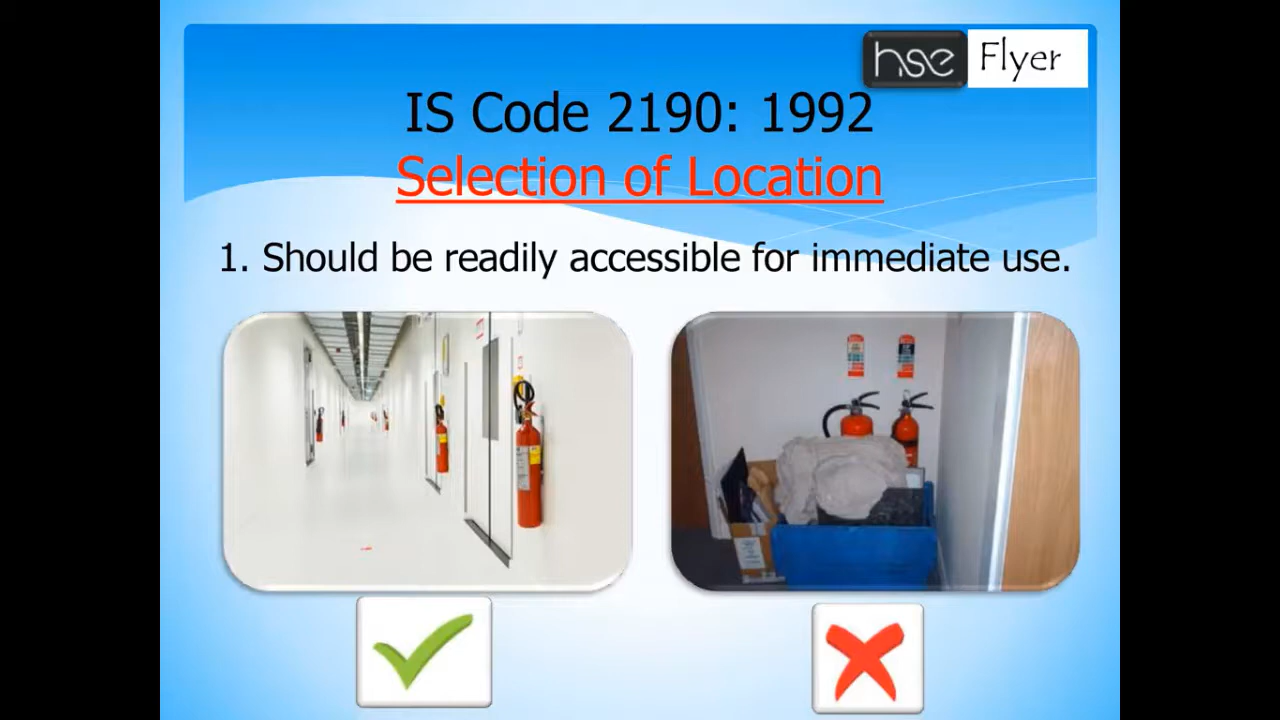 hse Flyer
IS Code 2190: 1992
Selection of Location
1. Should be readily accessible for immediate use.